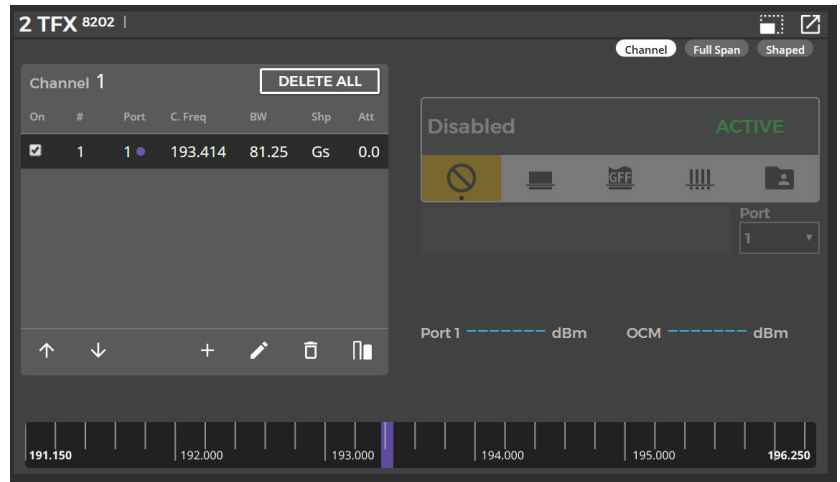 2 TFX 8202 |
Channel Full Span Shaped
Channel 1 DELETE ALL
On # Port C. Freq BW Shp Att
1 1 193.414 81.25 Gs 0.0
Disabled ACTIVE
GFF
Port
1
Port 1 ------- dBm OCM ------- dBm
191.150 192.000 193.000 194.000 195.000 196.250